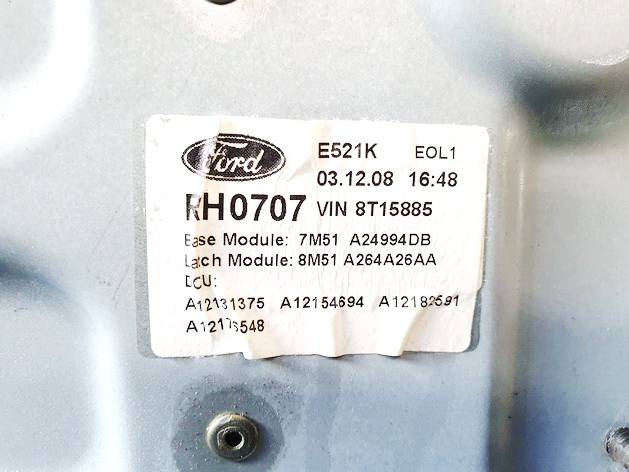 Ford E521K EOL1
03.12.08 16:48
RH0707 VIN 8T15885
Base Module: 7M51 A24994DB
Latch Module: 8M51 A264A26AA
DCU:
A12131375 A12154694 A12182591